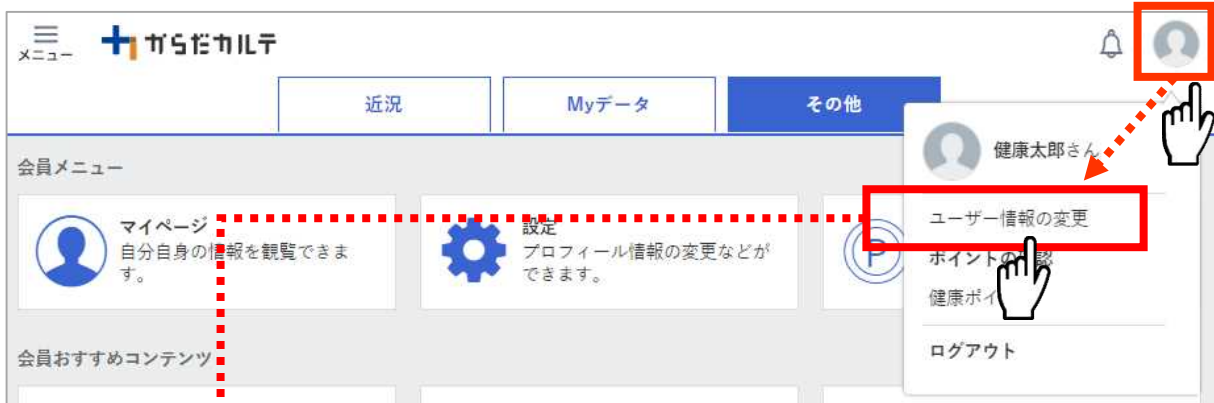 メニュー
からだカルテ
近況
Myデータ
その他
健康太郎さん
会員メニュー
マイページ
自分自身の情報を観覧できま
す。
設定
プロフィール情報の変更などが
できます。
P
ユーザー情報の変更
ポイントの
健康ポイ
ログアウト
会員おすすめコンテンツ